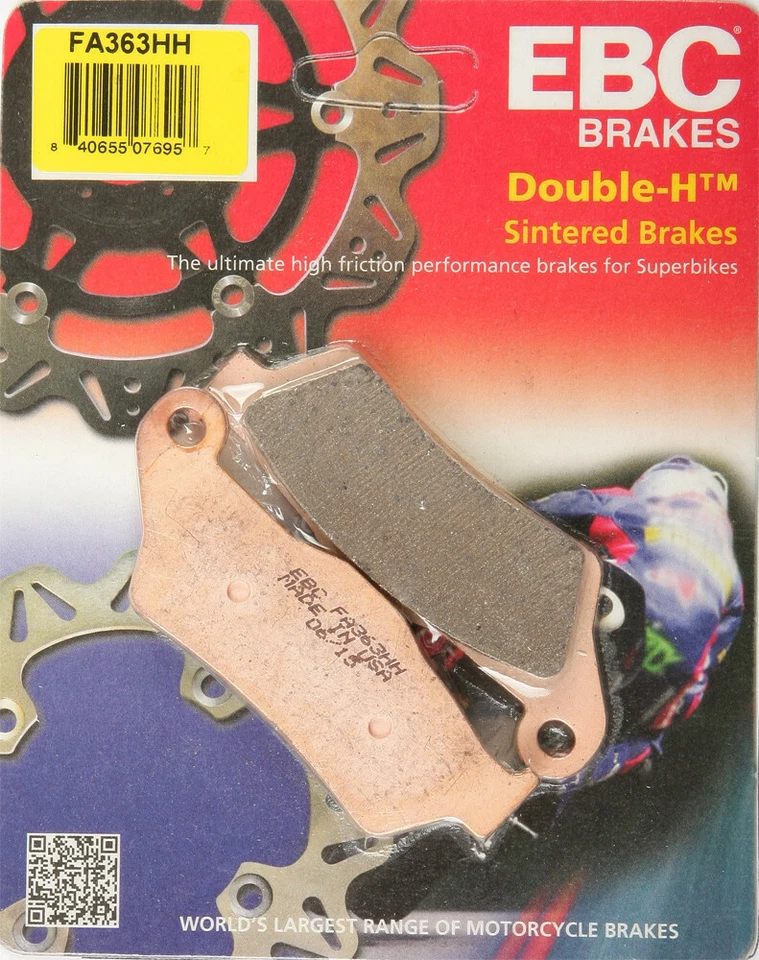 FA363HH
8 40655 07695 7
EBC®
BRAKES
Double-H™
Sintered Brakes
The ultimate high friction performance brakes for Superbikes
EBC FA363HH
MADE IN USA
WORLD'S LARGEST RANGE OF MOTORCYCLE BRAKES